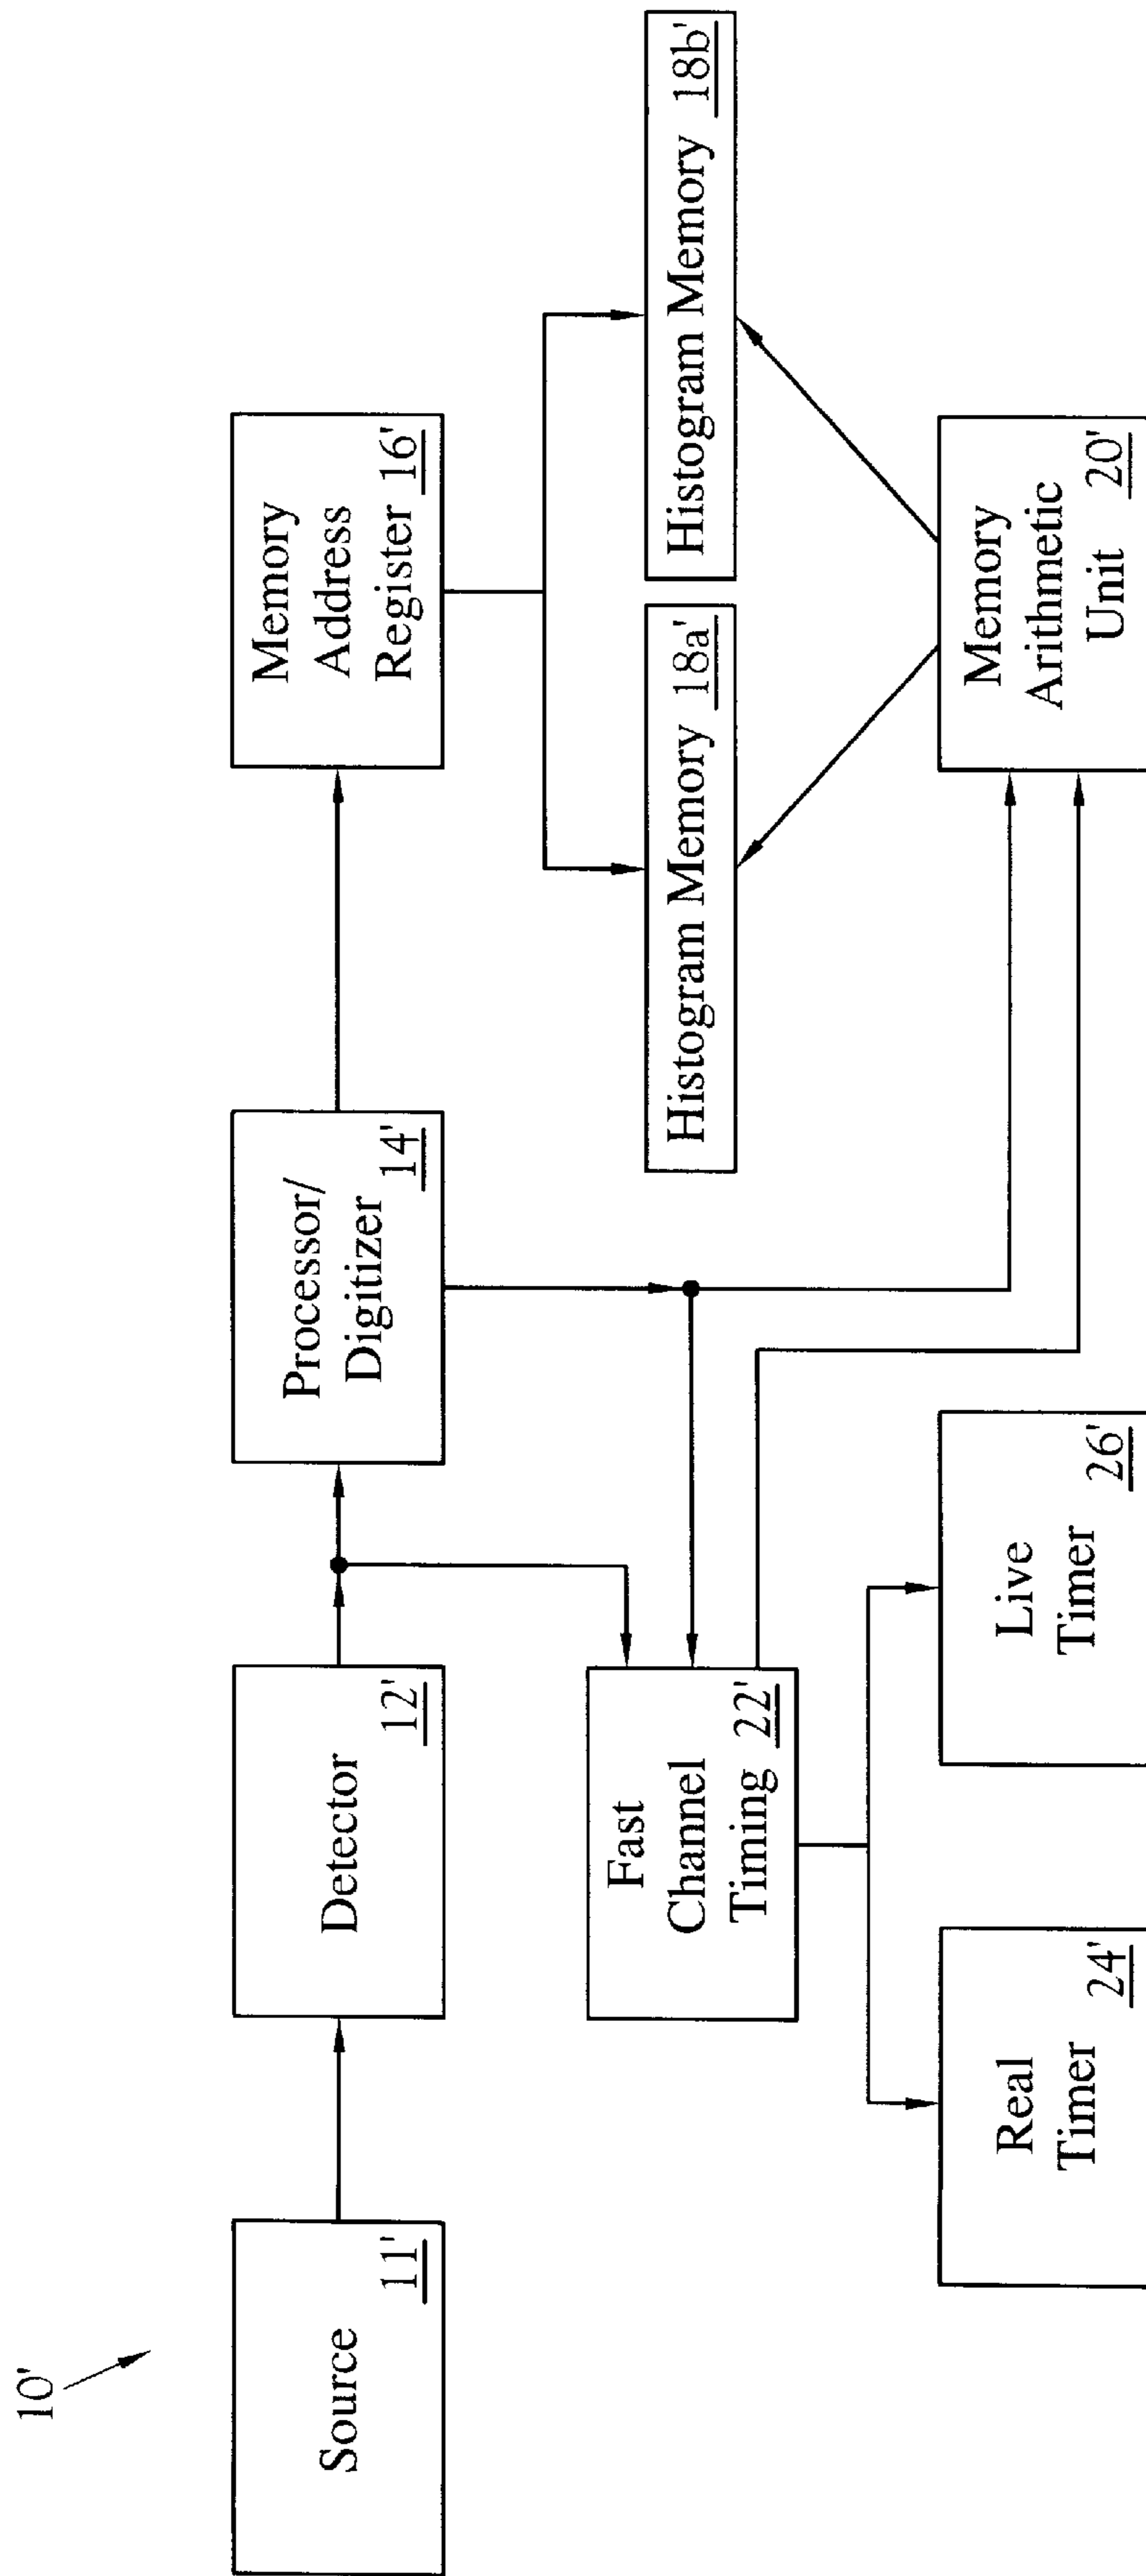 10'
Source
11'
Detector
12'
Processor/
Digitizer
14'
Memory
Address
Register 16'
Histogram Memory 18a'
Histogram Memory 18b'
Fast
Channel
Timing 22'
Real
Timer
24'
Live
Timer
26'
Memory
Arithmetic
Unit 20'